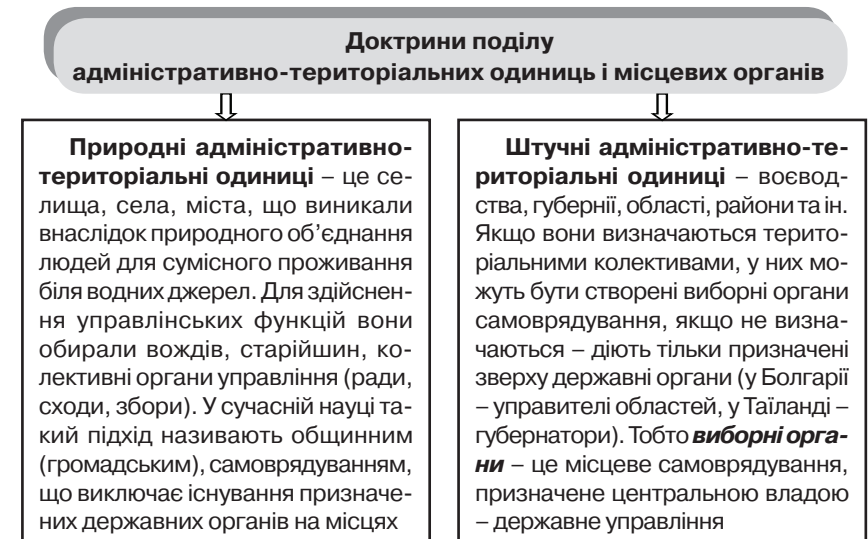 Доктрини поділу
адміністративно-територіальних одиниць і місцевих органів
Природні адміністративно-
територіальні одиниці – це се-
лища, села, міста, що виникали
внаслідок природного об’єднання
людей для сумісного проживання
біля водних джерел. Для здійснен-
ня управлінських функцій вони
обирали вождів, старійшин, ко-
лективні органи управління (ради,
сходи, збори). У сучасній науці та-
кий підхід називають общинним
(громадським), самоврядуванням,
що виключає існування призначе-
них державних органів на місцях
Штучні адміністративно-те-
риторіальні одиниці – воєвод-
ства, губернії, області, райони та ін.
Якщо вони визначаються терито-
ріальними колективами, у них мо-
жуть бути створені виборні органи
самоврядування, якщо не визна-
чаються – діють тільки призначені
зверху державні органи (у Болгарії
– управителі областей, у Таїланді –
губернатори). Тобто виборні орга-
ни – це місцеве самоврядування,
призначене центральною владою
– державне управління